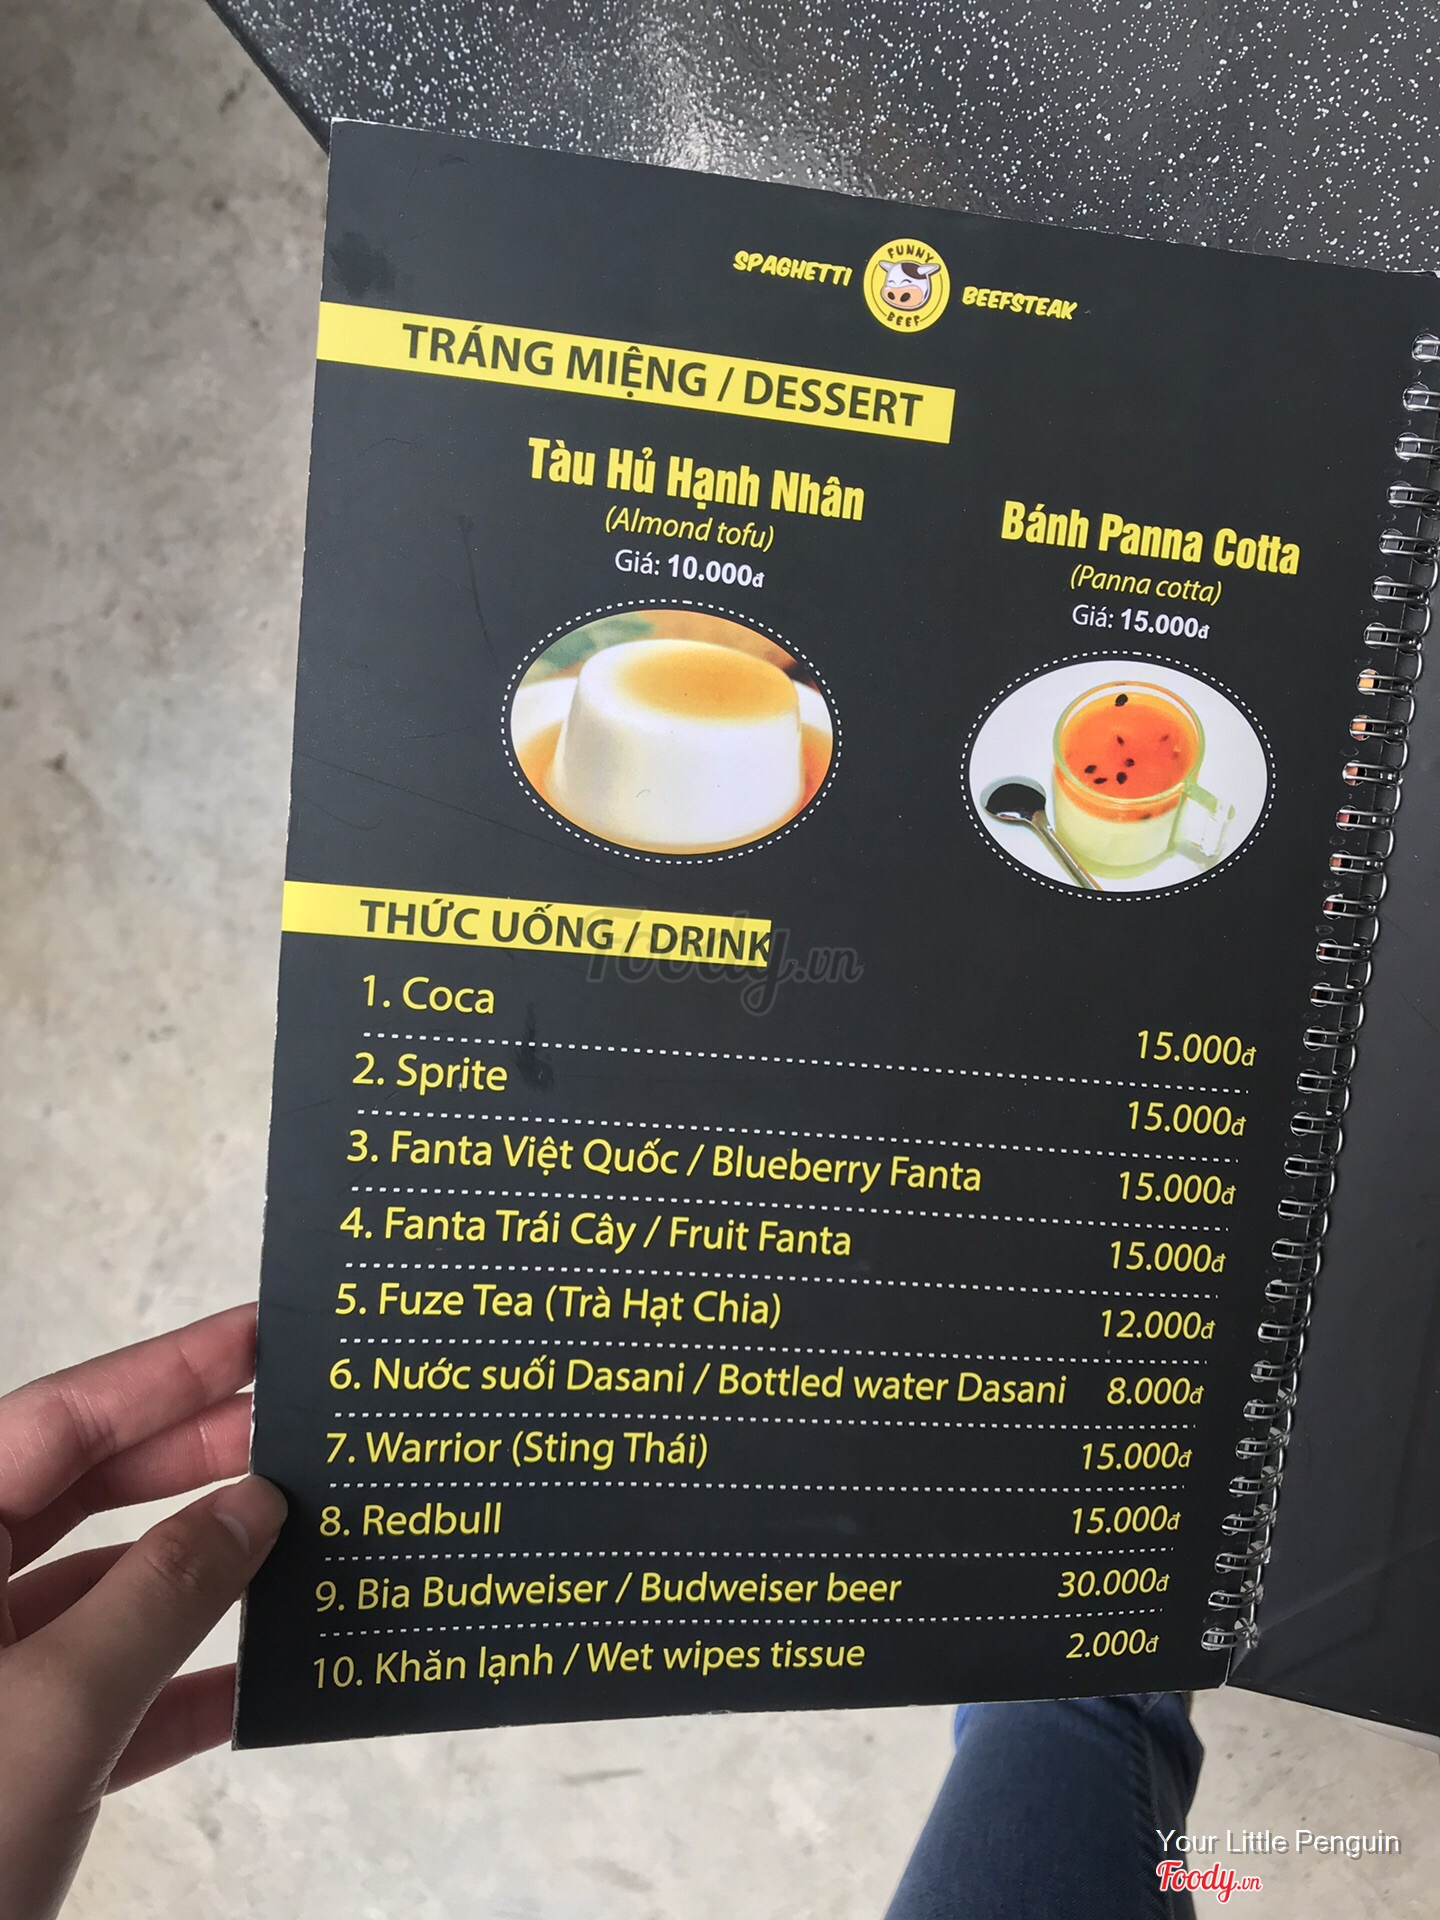 SPAGHETTI FUNNY BEEF BEEFSTEAK
TRÁNG MIỆNG / DESSERT
Tàu Hủ Hạnh Nhân
(Almond tofu)
Giá: 10.000đ
Bánh Panna Cotta
(Panna cotta)
Giá: 15.000đ
THỨC UỐNG / DRINK
Foody.vn
1. Coca 15.000đ
2. Sprite 15.000đ
3. Fanta Việt Quốc / Blueberry Fanta 15.000đ
4. Fanta Trái Cây / Fruit Fanta 15.000đ
5. Fuze Tea (Trà Hạt Chia) 12.000đ
6. Nước suối Dasani / Bottled water Dasani 8.000đ
7. Warrior (Sting Thái) 15.000đ
8. Redbull 15.000đ
9. Bia Budweiser / Budweiser beer 30.000đ
10. Khăn lạnh / Wet wipes tissue 2.000đ
Your Little Penguin
Foody.vn